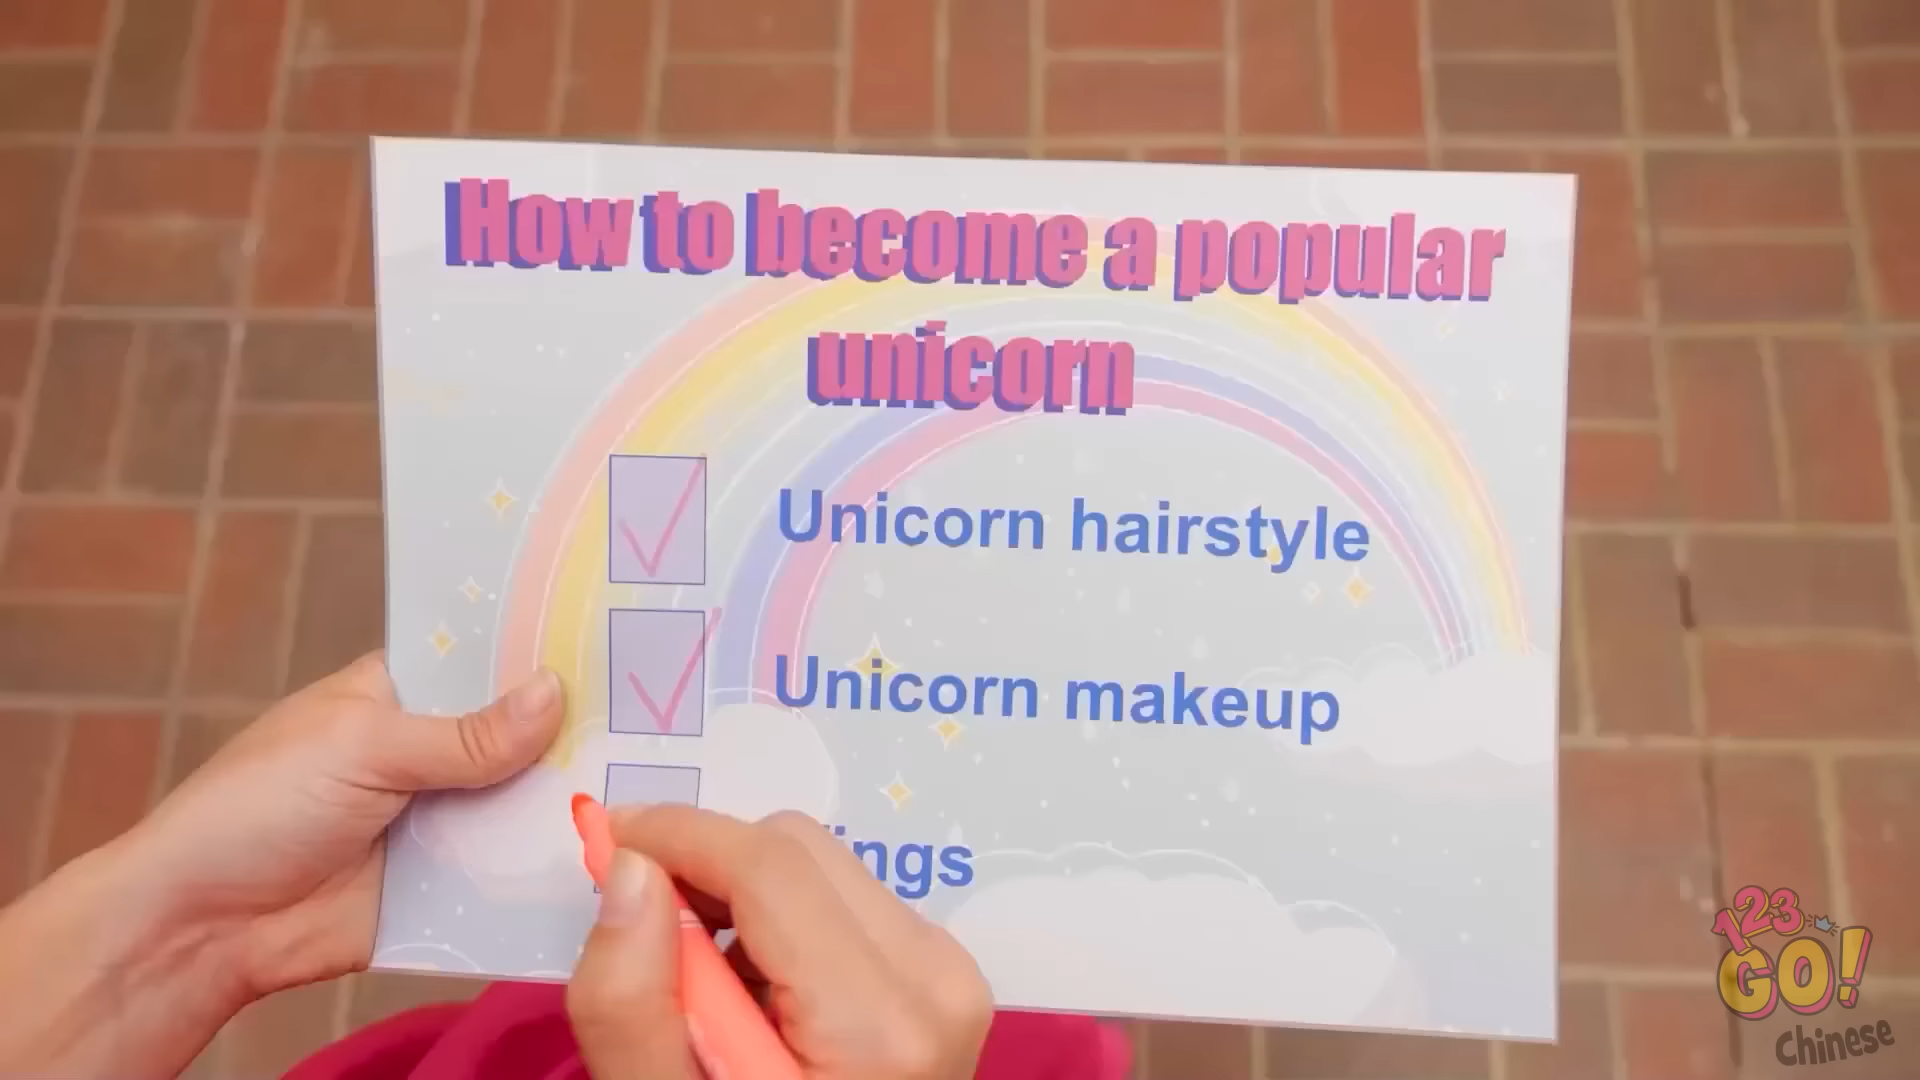 How to become a popular
unicorn
Unicorn hairstyle
Unicorn makeup
123
GO!
Chinese